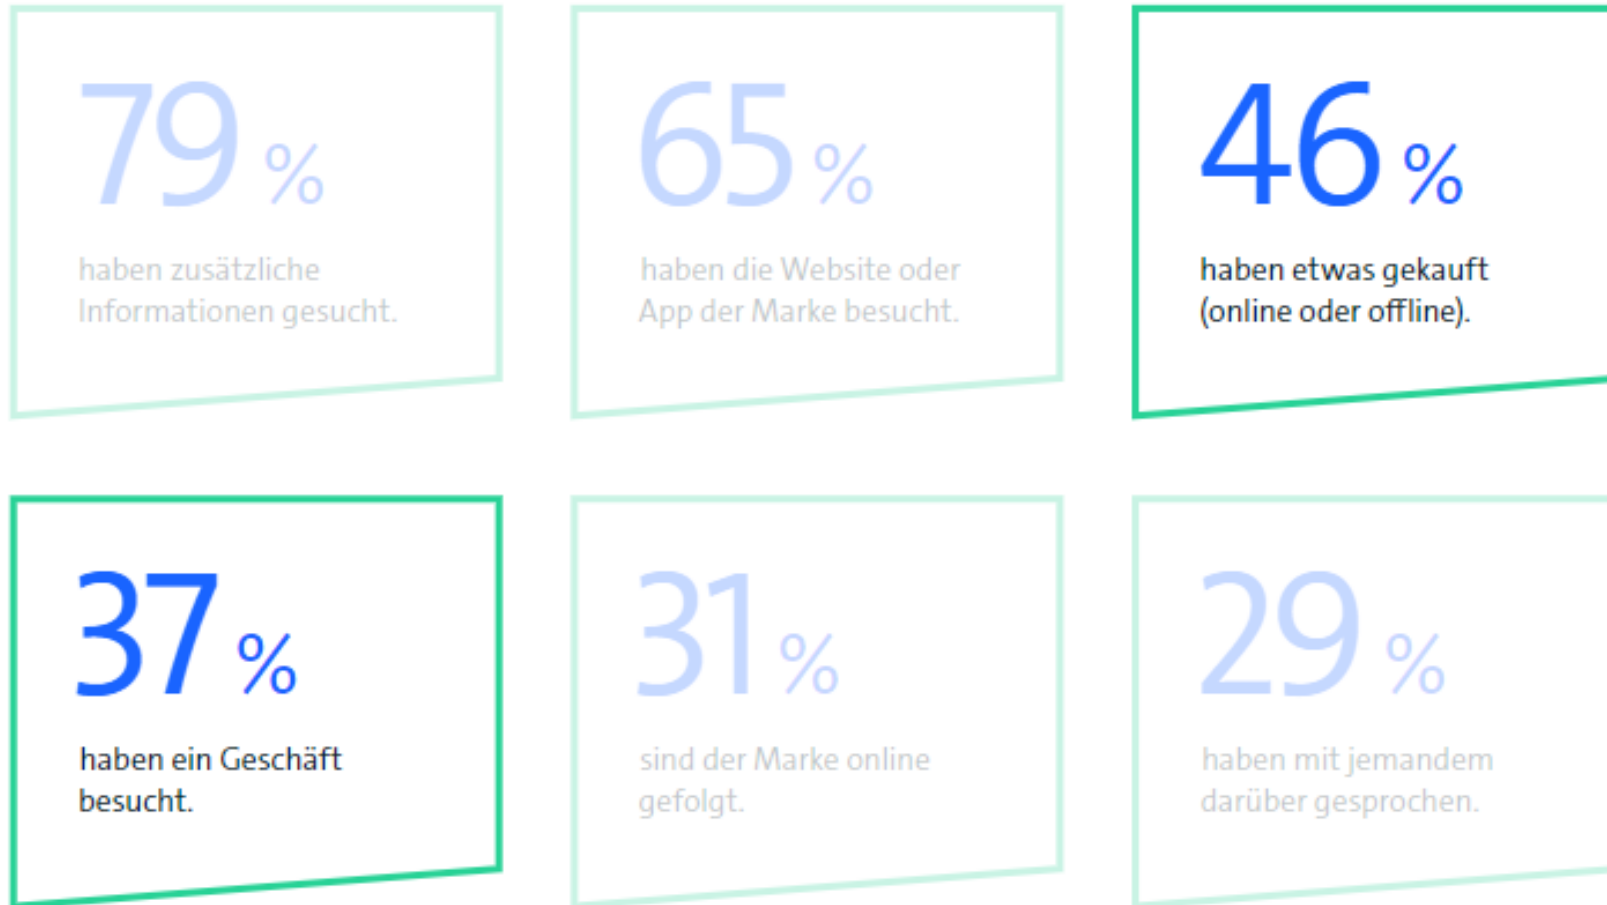 79 %
haben zusätzliche
Informationen gesucht.
65 %
haben die Website oder
App der Marke besucht.
46 %
haben etwas gekauft
(online oder offline).
37 %
haben ein Geschäft
besucht.
31 %
sind der Marke online
gefolgt.
29 %
haben mit jemandem
darüber gesprochen.